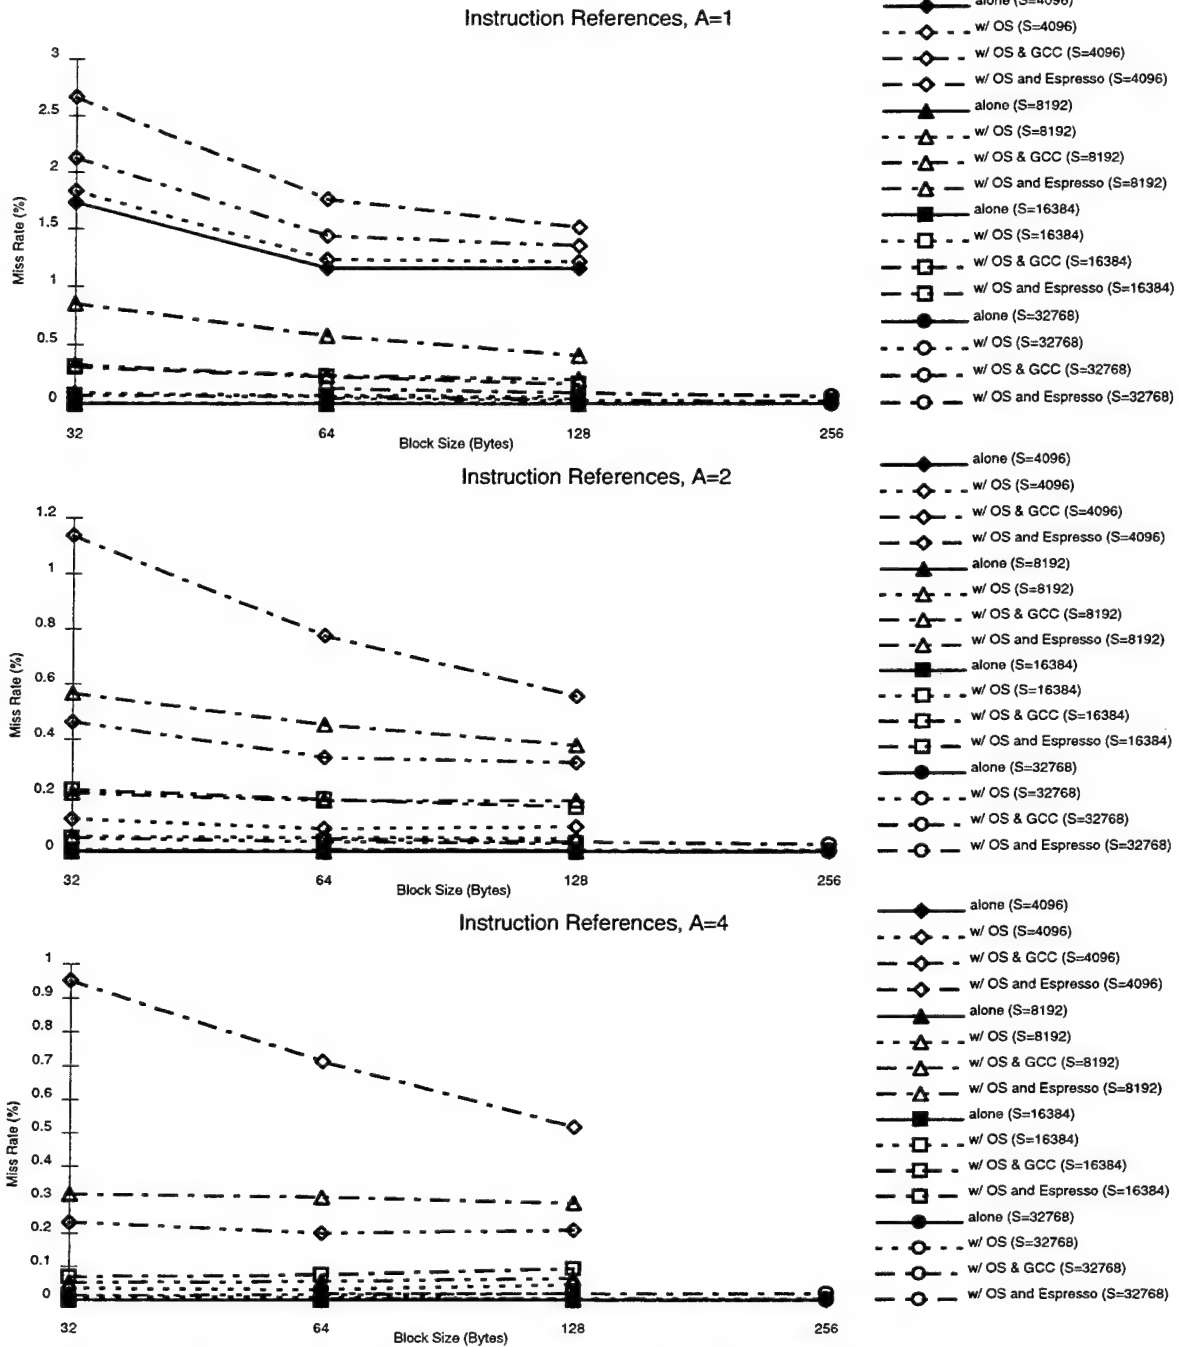 Instruction References, A=1
alone (S=4096)
w/ OS (S=4096)
w/ OS & GCC (S=4096)
w/ OS and Espresso (S=4096)
alone (S=8192)
w/ OS (S=8192)
w/ OS & GCC (S=8192)
w/ OS and Espresso (S=8192)
alone (S=16384)
w/ OS (S=16384)
w/ OS & GCC (S=16384)
w/ OS and Espresso (S=16384)
alone (S=32768)
w/ OS (S=32768)
w/ OS & GCC (S=32768)
w/ OS and Espresso (S=32768)
Miss Rate (%)
3
2.5
2
1.5
1
0.5
0
32 64 128 256
Block Size (Bytes)
Instruction References, A=2
alone (S=4096)
w/ OS (S=4096)
w/ OS & GCC (S=4096)
w/ OS and Espresso (S=4096)
alone (S=8192)
w/ OS (S=8192)
w/ OS & GCC (S=8192)
w/ OS and Espresso (S=8192)
alone (S=16384)
w/ OS (S=16384)
w/ OS & GCC (S=16384)
w/ OS and Espresso (S=16384)
alone (S=32768)
w/ OS (S=32768)
w/ OS & GCC (S=32768)
w/ OS and Espresso (S=32768)
Miss Rate (%)
1.2
1
0.8
0.6
0.4
0.2
0
32 64 128 256
Block Size (Bytes)
Instruction References, A=4
alone (S=4096)
w/ OS (S=4096)
w/ OS & GCC (S=4096)
w/ OS and Espresso (S=4096)
alone (S=8192)
w/ OS (S=8192)
w/ OS & GCC (S=8192)
w/ OS and Espresso (S=8192)
alone (S=16384)
w/ OS (S=16384)
w/ OS & GCC (S=16384)
w/ OS and Espresso (S=16384)
alone (S=32768)
w/ OS (S=32768)
w/ OS & GCC (S=32768)
w/ OS and Espresso (S=32768)
Miss Rate (%)
1
0.9
0.8
0.7
0.6
0.5
0.4
0.3
0.2
0.1
0
32 64 128 256
Block Size (Bytes)